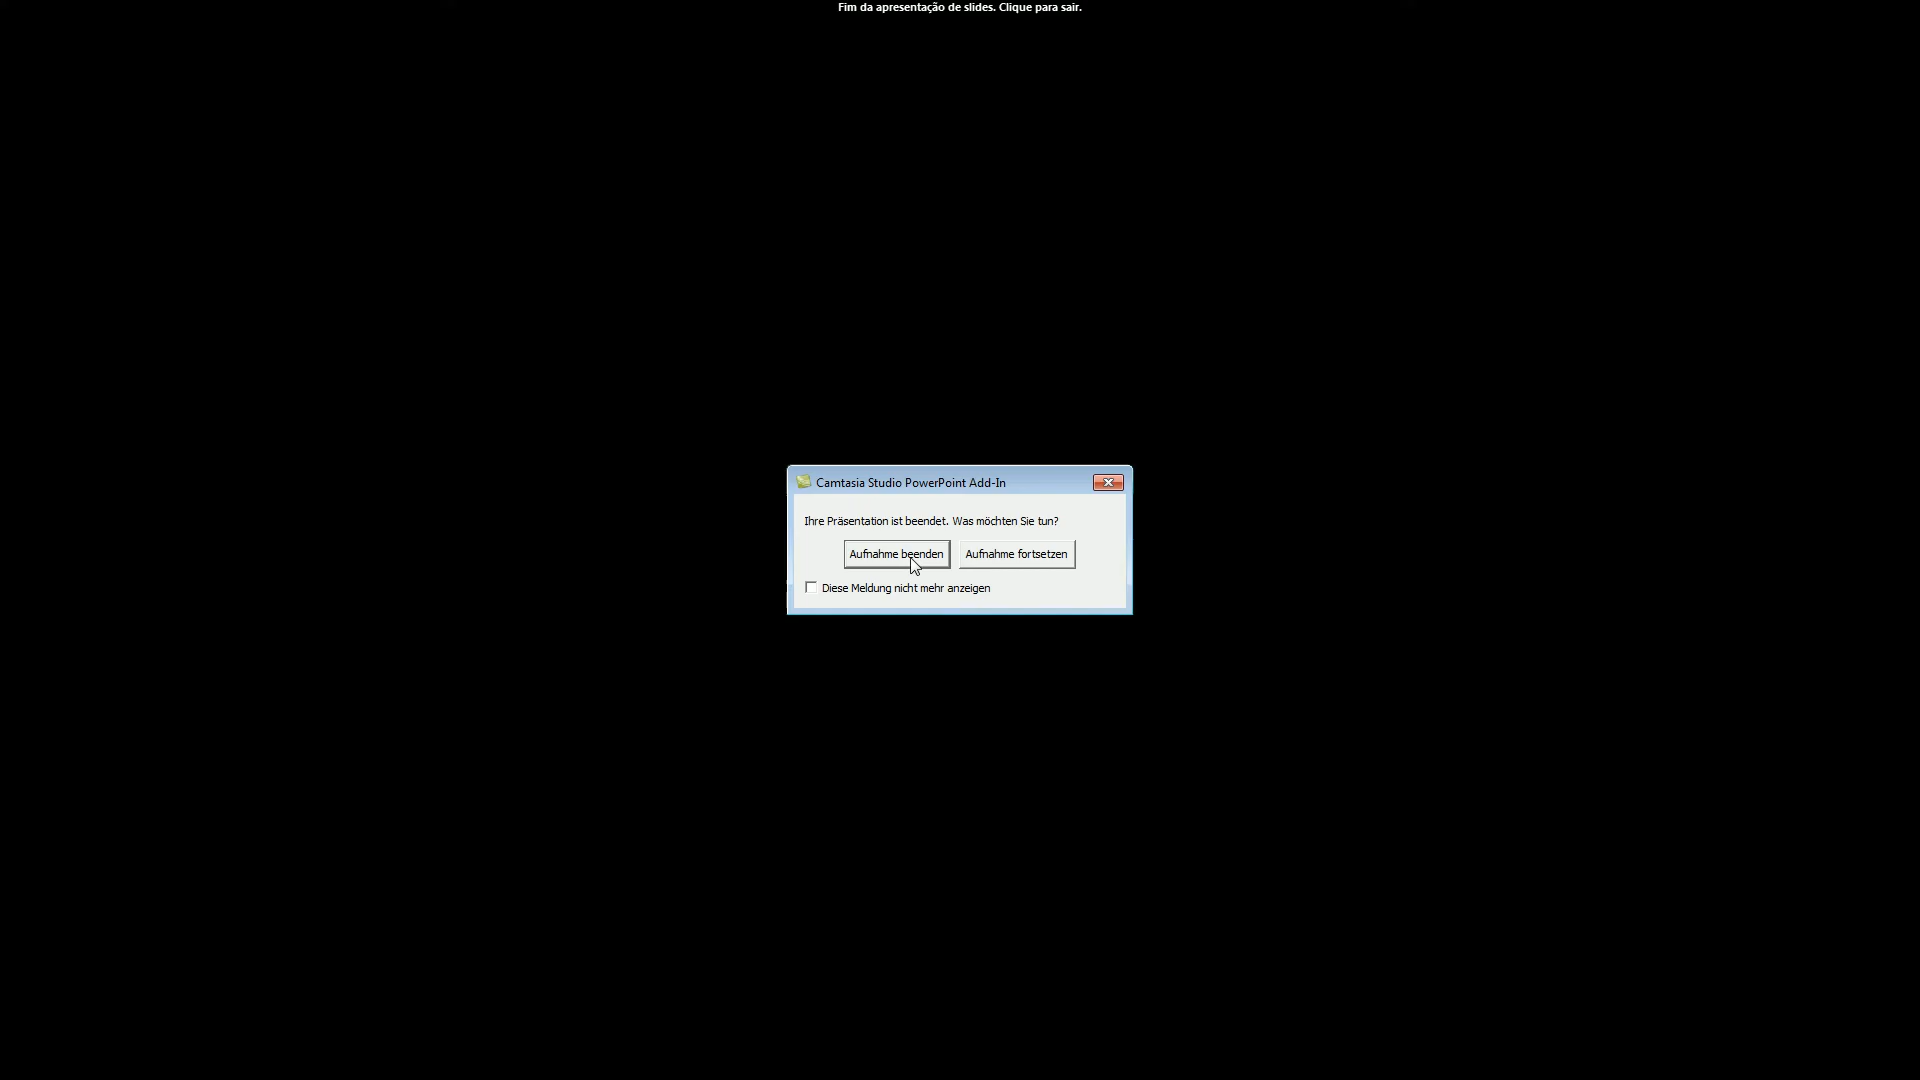 Fim da apresentação de slides. Clique para sair.
Camtasia Studio PowerPoint Add-In
Ihre Präsentation ist beendet. Was möchten Sie tun?
Aufnahme beenden Aufnahme fortsetzen
Diese Meldung nicht mehr anzeigen